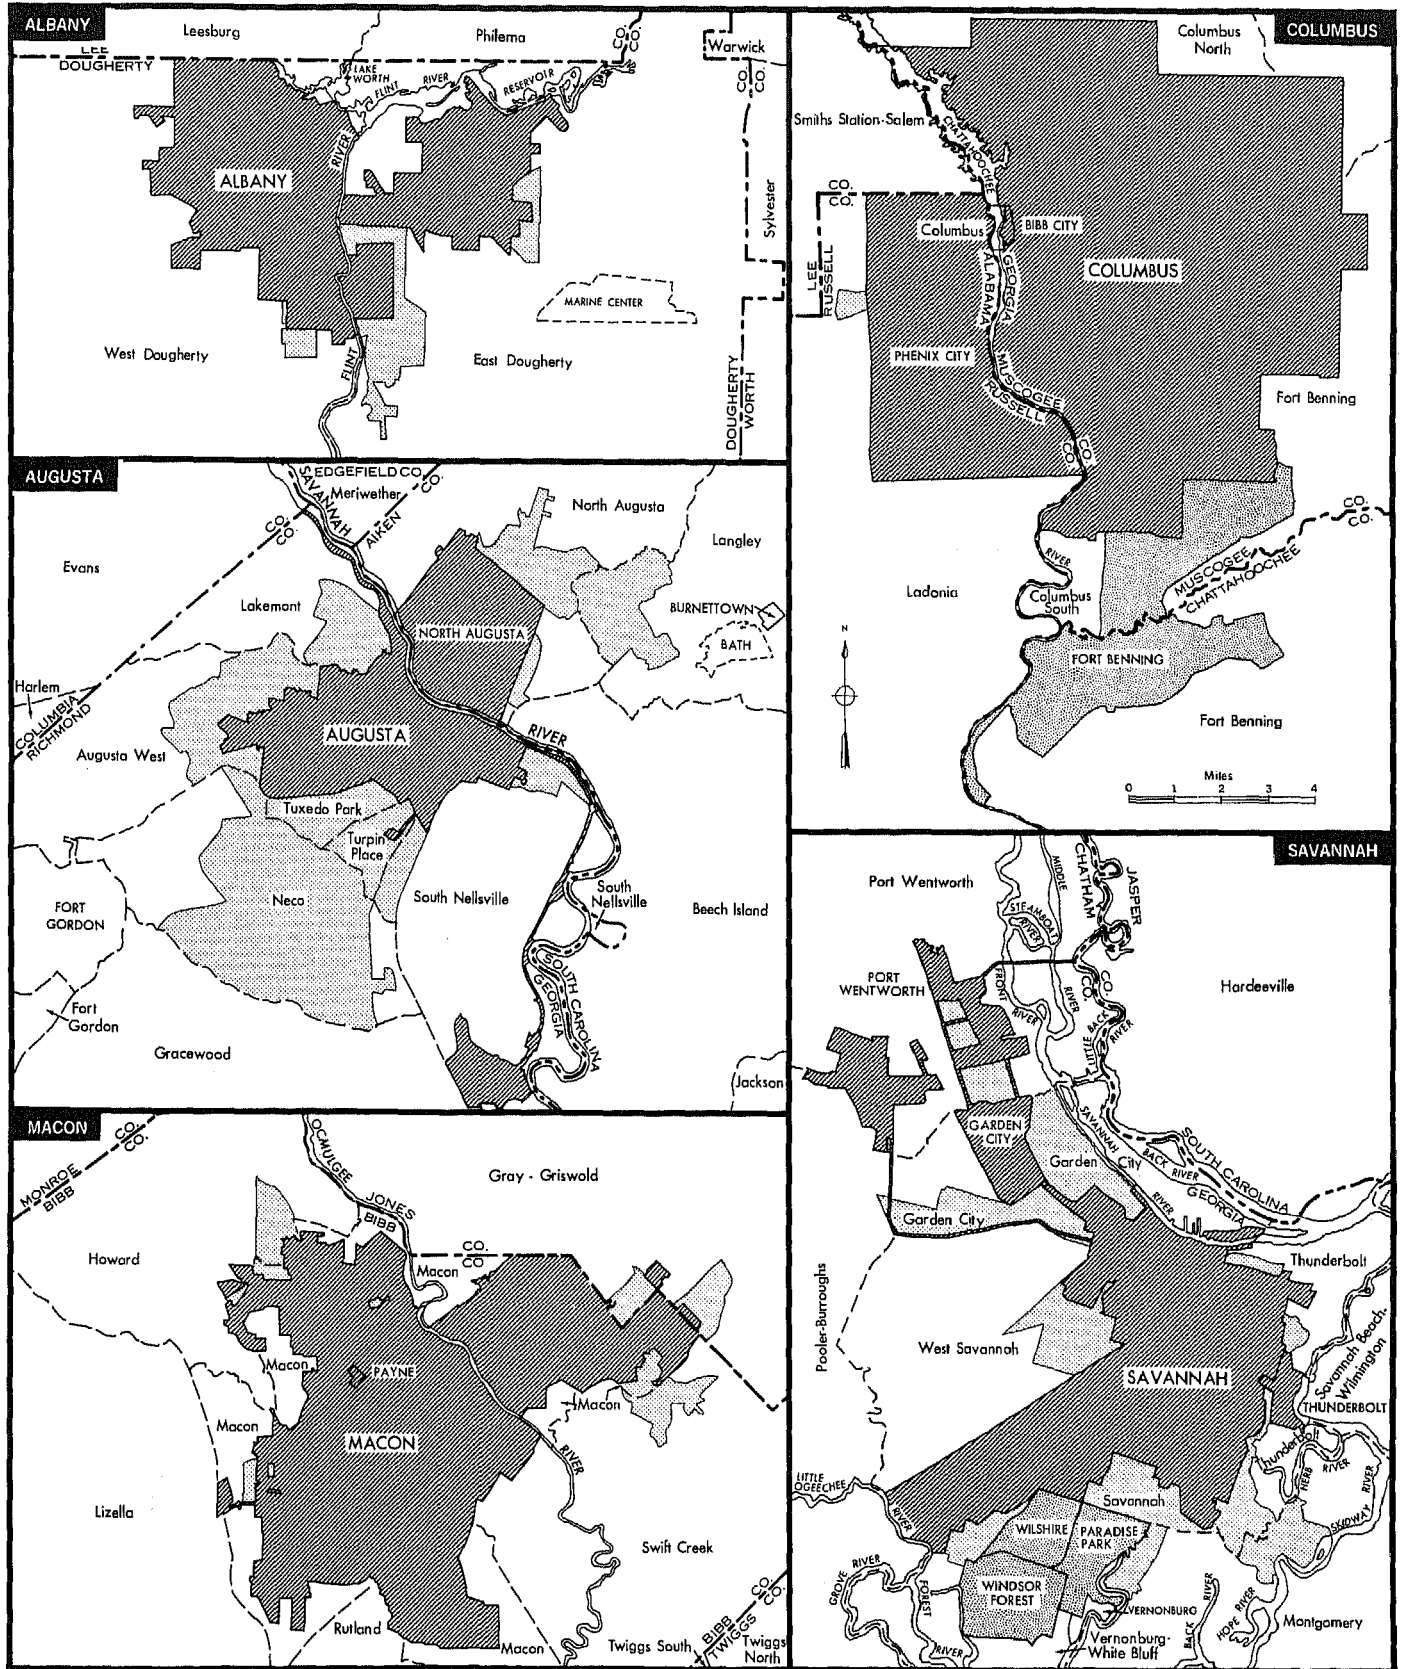 ALBANY
Leesburg
Philema
CO.
CO.
Warwick
LEE
DOUGHERTY
LAKE
WORTH
FLINT
RIVER
RESERVOIR
CO.
CO.
RIVER
ALBANY
Sylvester
MARINE CENTER
West Dougherty
FLINT
East Dougherty
DOUGHERTY
WORTH
COLUMBUS
Columbus
North
Smiths Station-Salem
CHATTAHOOCHEE
CO.
CO.
LEE
RUSSELL
Columbus
BIBB CITY
ALABAMA
GEORGIA
COLUMBUS
PHENIX CITY
MUSCOGEE
RUSSELL
CO.
CO.
Fort Benning
CO.
CO.
RIVER
MUSCOGEE
CHATTAHOOCHEE
Ladonia
Columbus
South
N
FORT BENNING
Fort Benning
Miles
0 1 2 3 4
AUGUSTA
SAVANNAH
EDGEFIELD CO.
CO.
Meriwether
AIKEN
CO.
CO.
North Augusta
Langley
Evans
Lakemont
BURNETTOWN
BATH
NORTH AUGUSTA
Harlem
COLUMBIA
RICHMOND
Augusta West
AUGUSTA
RIVER
Tuxedo Park
Turpin
Place
FORT
GORDON
Neco
South Nellsville
South
Nellsville
Beech Island
SOUTH CAROLINA
GEORGIA
Fort
Gordon
Gracewood
Jackson
MACON
CO.
CO.
MONROE
BIBB
OCMULGEE
JONES
BIBB
Gray - Griswold
CO.
CO.
Howard
Macon
Macon
PAYNE
Macon
Macon
MACON
RIVER
Lizella
Swift Creek
Rutland
Macon
Twiggs South
CO.
CO.
BIBB
TWIGGS
Twiggs
North
SAVANNAH
Port Wentworth
MIDDLE
CHATHAM
JASPER
STEAMBOAT
RIVER
PORT
WENTWORTH
FRONT
RIVER
RIVER
CO.
CO.
LITTLE BACK
RIVER
Hardeeville
GARDEN
CITY
SAVANNAH
Garden City
BACK RIVER
SOUTH CAROLINA
GEORGIA
RIVER
Garden City
Thunderbolt
Pooler-Burroughs
West Savannah
Savannah Beach-
Wilmington
SAVANNAH
THUNDERBOLT
Thunderbolt
HERB
RIVER
LITTLE
OGEECHEE
RIVER
Savannah
SKIDWAY
RIVER
WILSHIRE
PARADISE
PARK
GROVE
RIVER
FOREST
RIVER
WINDSOR
FOREST
VERNONBURG
Vernonburg-
White Bluff
BACK
RIVER
HOPE
RIVER
Montgomery